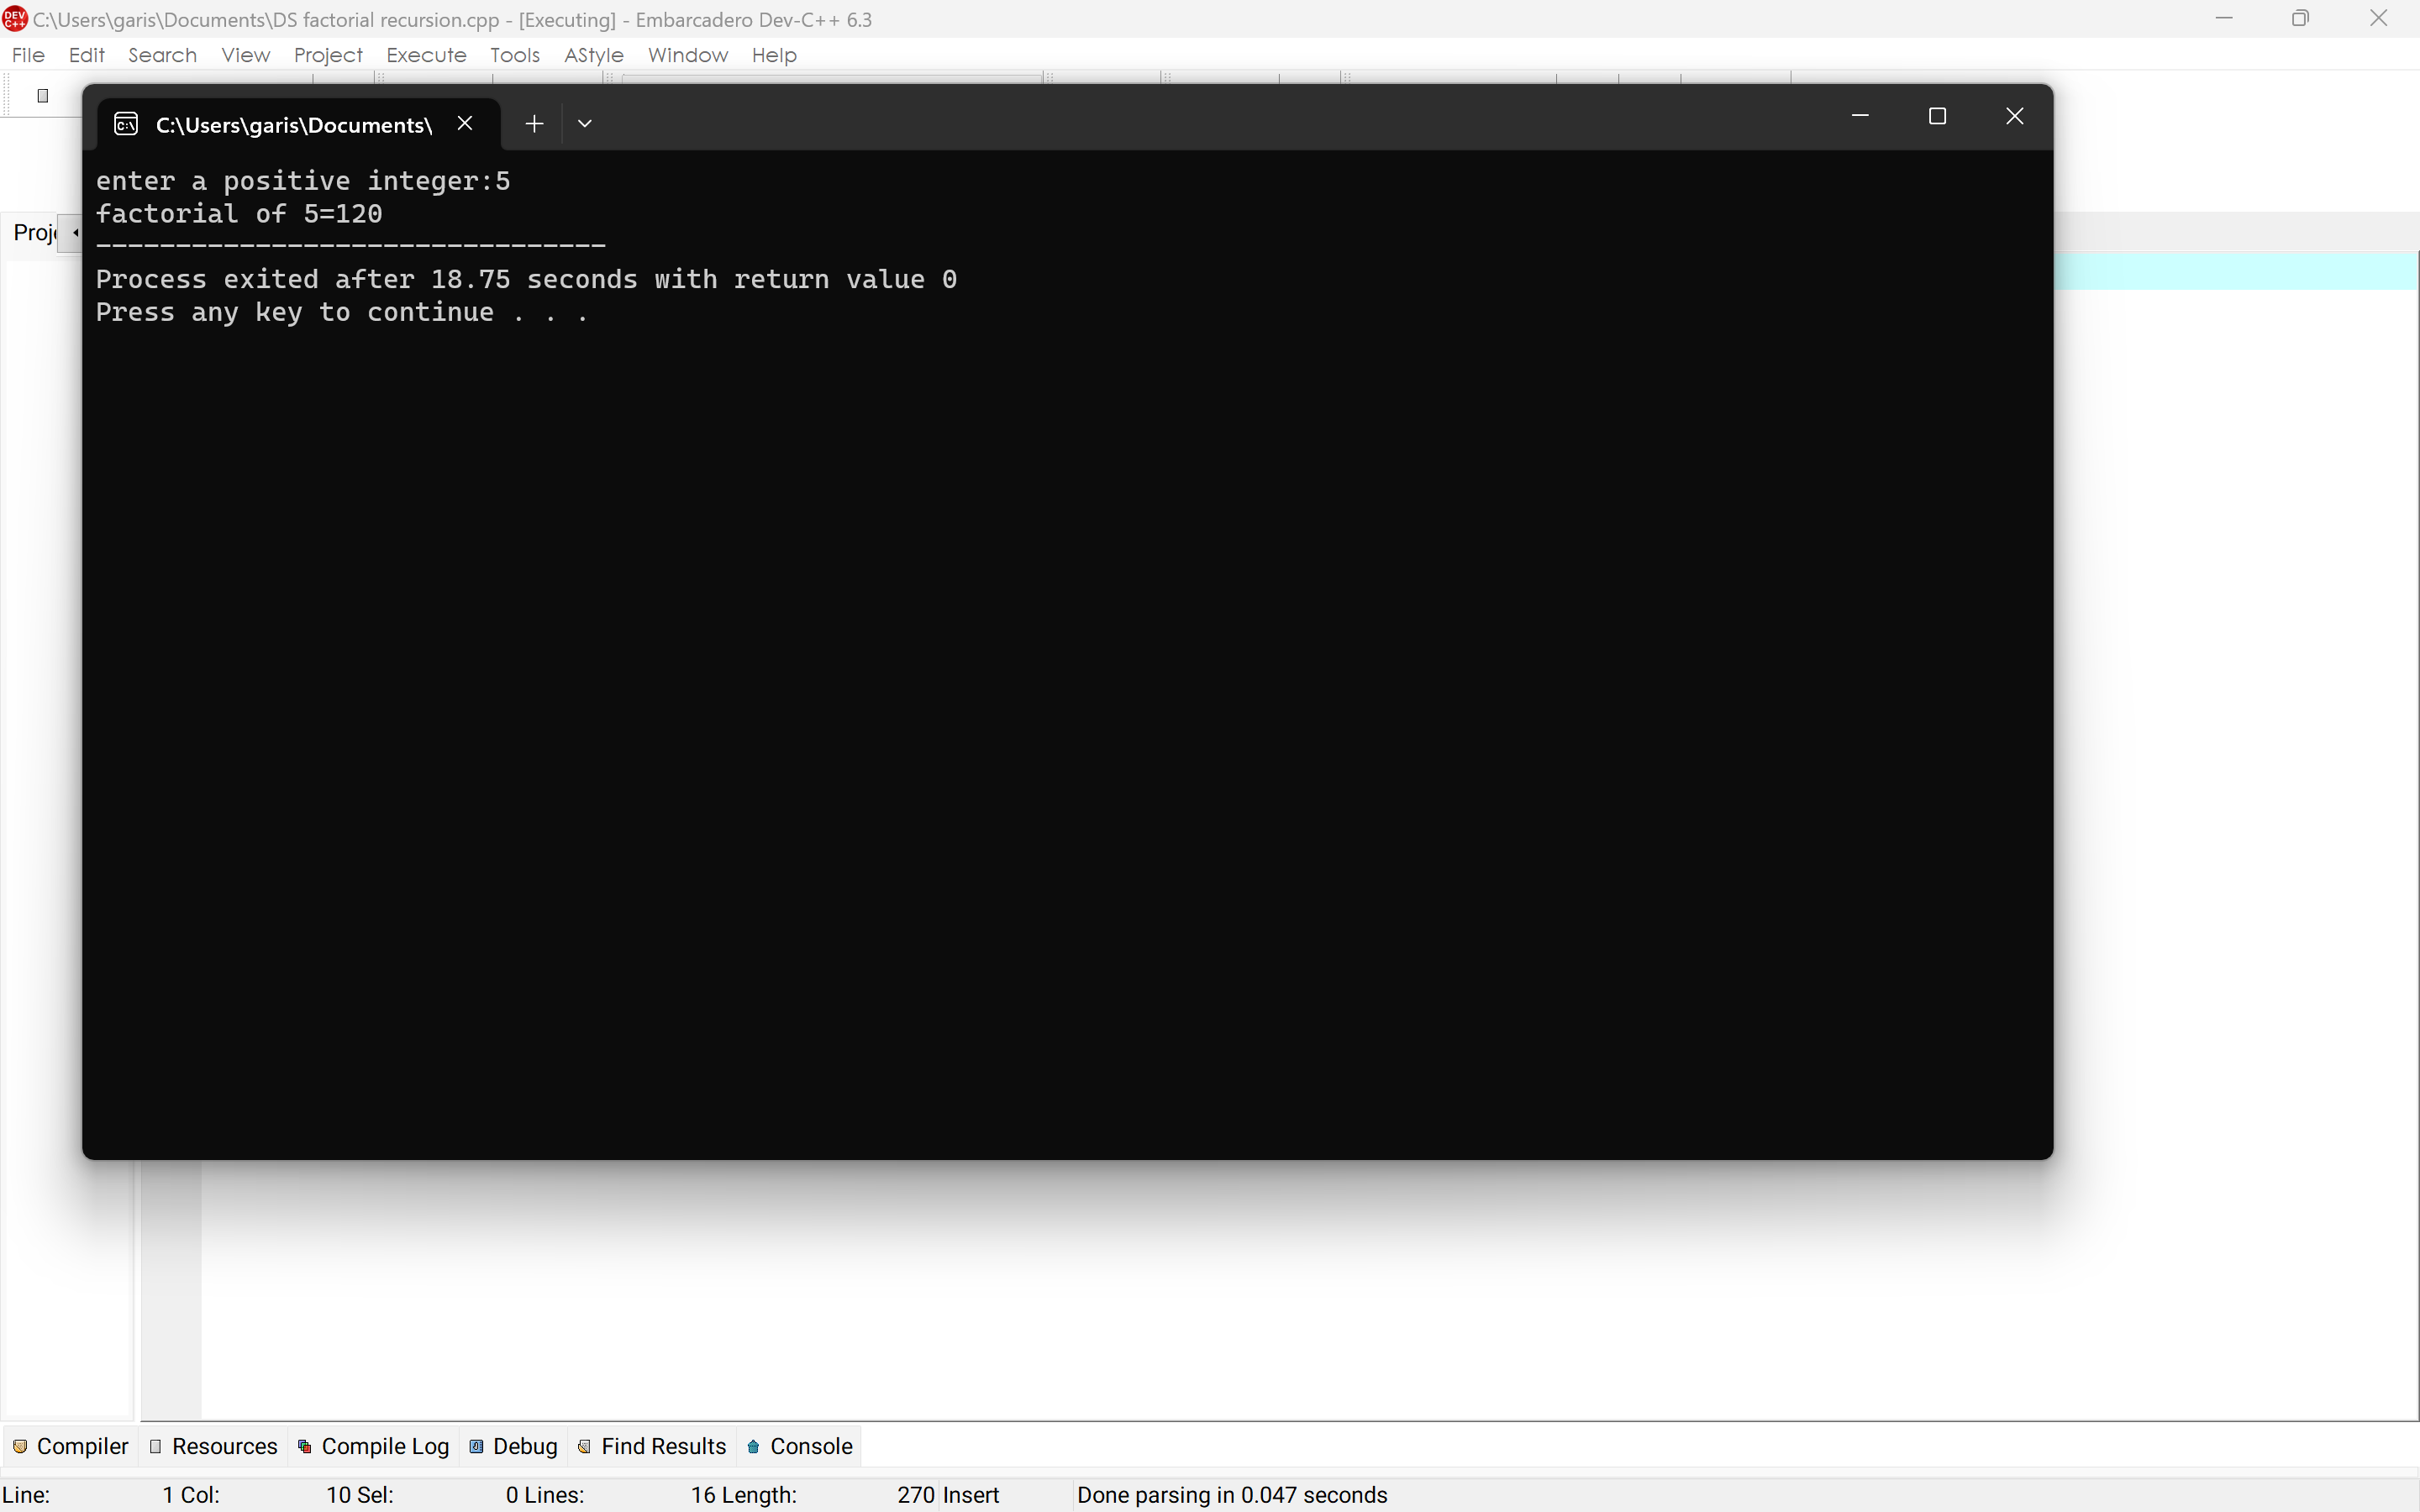 DEV C++ C:\Users\garis\Documents\DS factorial recursion.cpp - [Executing] - Embarcadero Dev-C++ 6.3
File Edit Search View Project Execute Tools AStyle Window Help
C:\ C:\Users\garis\Documents\
enter a positive integer:5
factorial of 5=120
--------------------------------
Process exited after 18.75 seconds with return value 0
Press any key to continue . . .
Compiler Resources Compile Log Debug Find Results Console
Line: 1 Col: 10 Sel: 0 Lines: 16 Length: 270 Insert Done parsing in 0.047 seconds